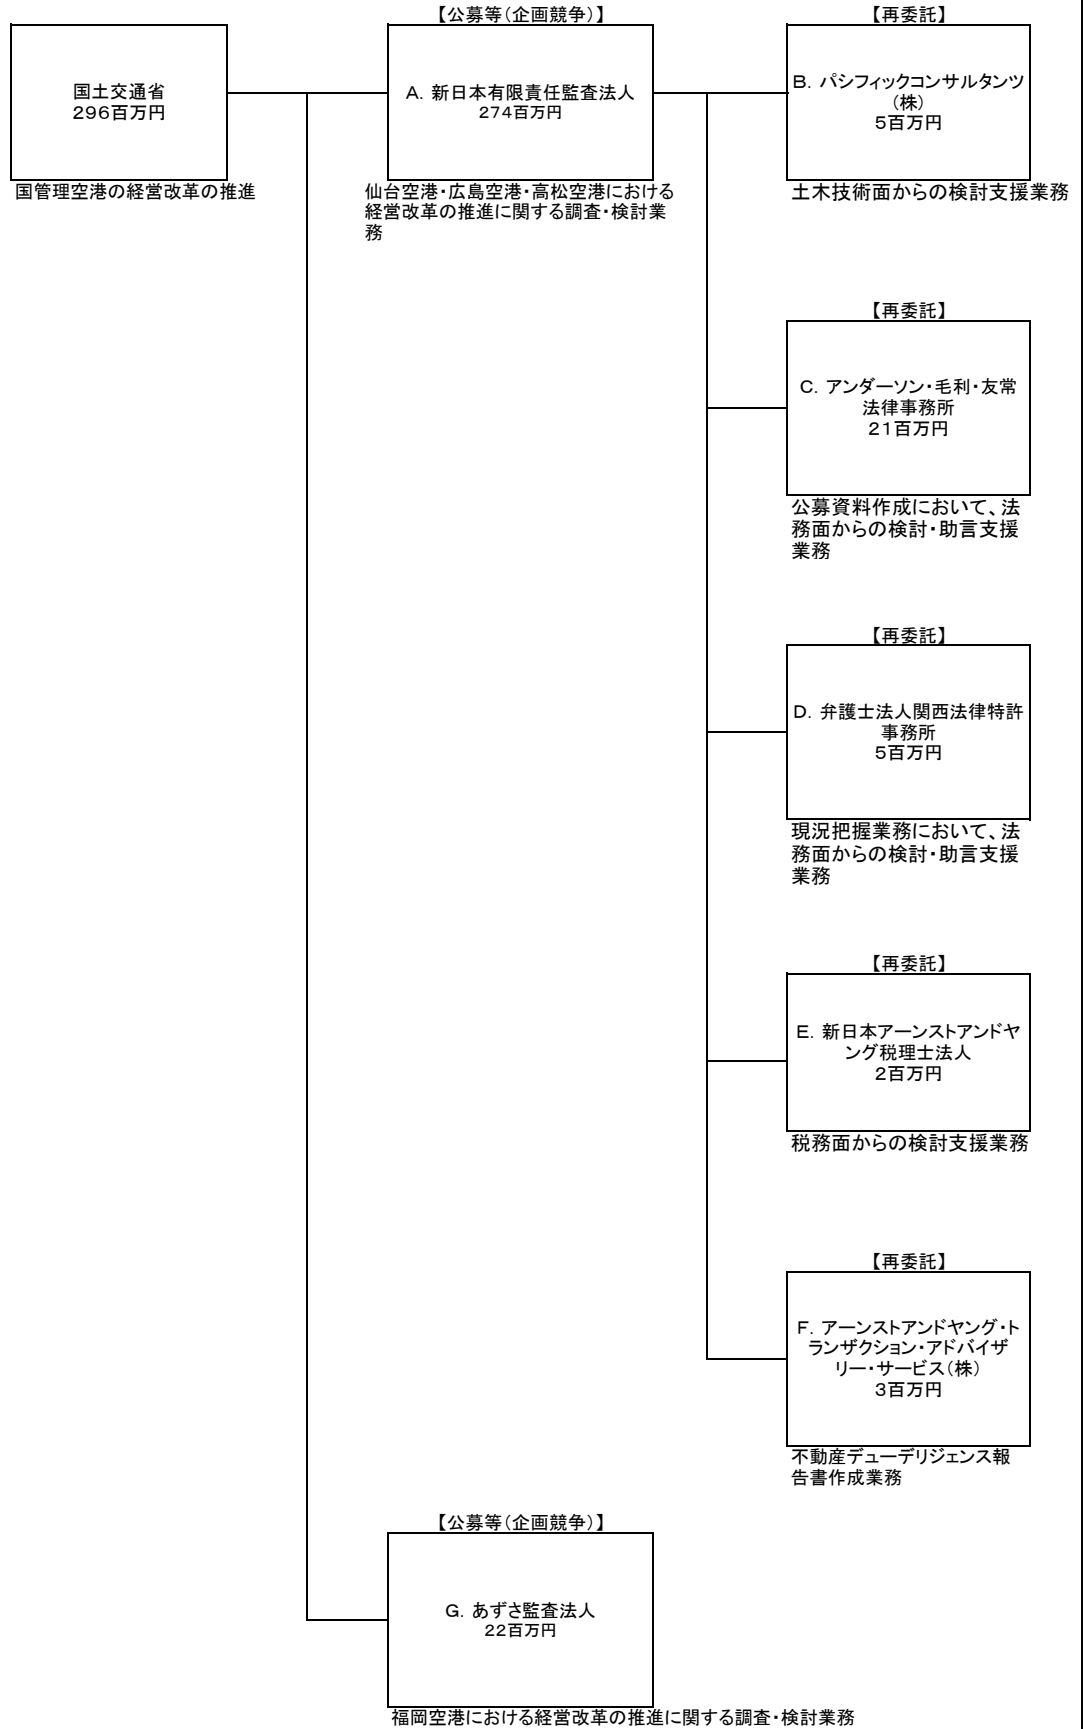 国土交通省
296百万円
国管理空港の経営改革の推進
【公募等(企画競争)】
A. 新日本有限責任監査法人
274百万円
仙台空港・広島空港・高松空港における
経営改革の推進に関する調査・検討業
務
【再委託】
B. パシフィックコンサルタンツ
(株)
5百万円
土木技術面からの検討支援業務
【再委託】
C. アンダーソン・毛利・友常
法律事務所
21百万円
公募資料作成において、法
務面からの検討・助言支援
業務
【再委託】
D. 弁護士法人関西法律特許
事務所
5百万円
現況把握業務において、法
務面からの検討・助言支援
業務
【再委託】
E. 新日本アーンストアンドヤ
ング税理士法人
2百万円
税務面からの検討支援業務
【再委託】
F. アーンストアンドヤング・ト
ランザクション・アドバイザ
リー・サービス(株)
3百万円
不動産デューデリジェンス報
告書作成業務
【公募等(企画競争)】
G. あずさ監査法人
22百万円
福岡空港における経営改革の推進に関する調査・検討業務